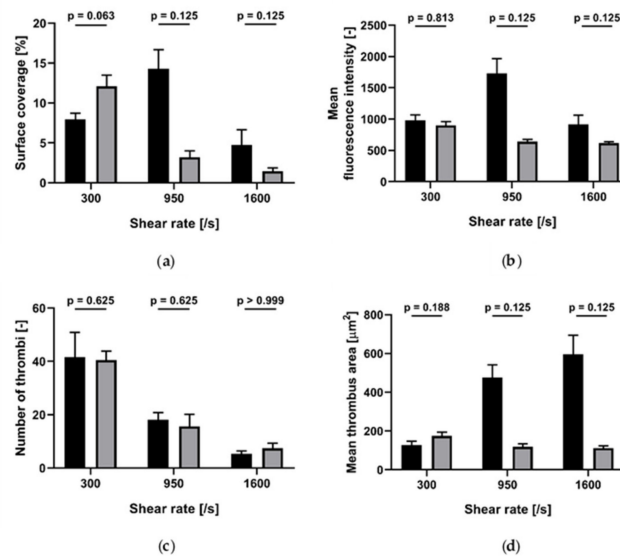 p = 0.063 p = 0.125 p = 0.125
Surface coverage [%]
20
15
10
5
0
300 950 1600
Shear rate [/s]
(a)
p = 0.813 p = 0.125 p = 0.125
Mean
fluorescence intensity [-]
2500
2000
1500
1000
500
0
300 950 1600
Shear rate [/s]
(b)
p = 0.625 p = 0.625 p > 0.999
Number of thrombi [-]
60
40
20
0
300 950 1600
Shear rate [/s]
(c)
p = 0.188 p = 0.125 p = 0.125
Mean thrombus area [µm²]
800
600
400
200
0
300 950 1600
Shear rate [/s]
(d)